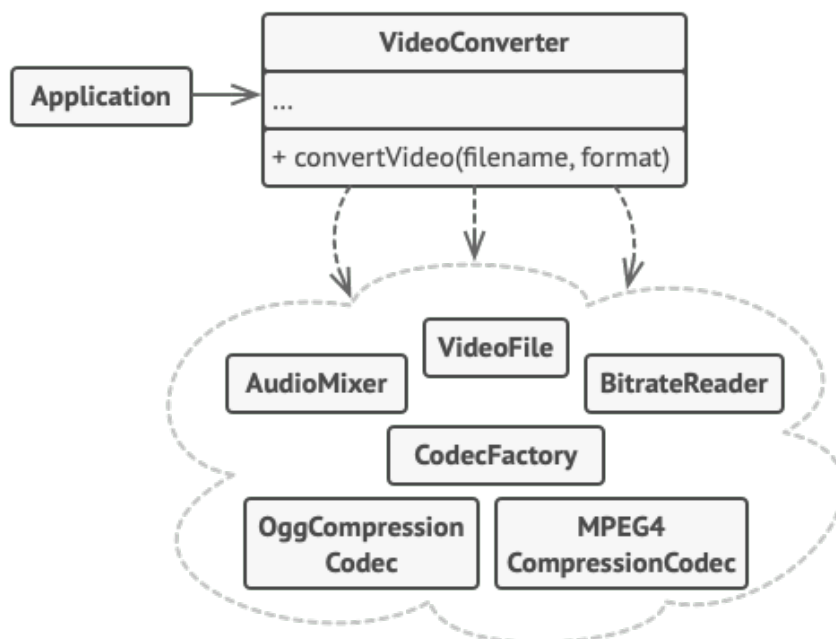 VideoConverter
Application
...
+ convertVideo(filename, format)
VideoFile
AudioMixer
BitrateReader
CodecFactory
OggCompression
Codec
MPEG4
CompressionCodec